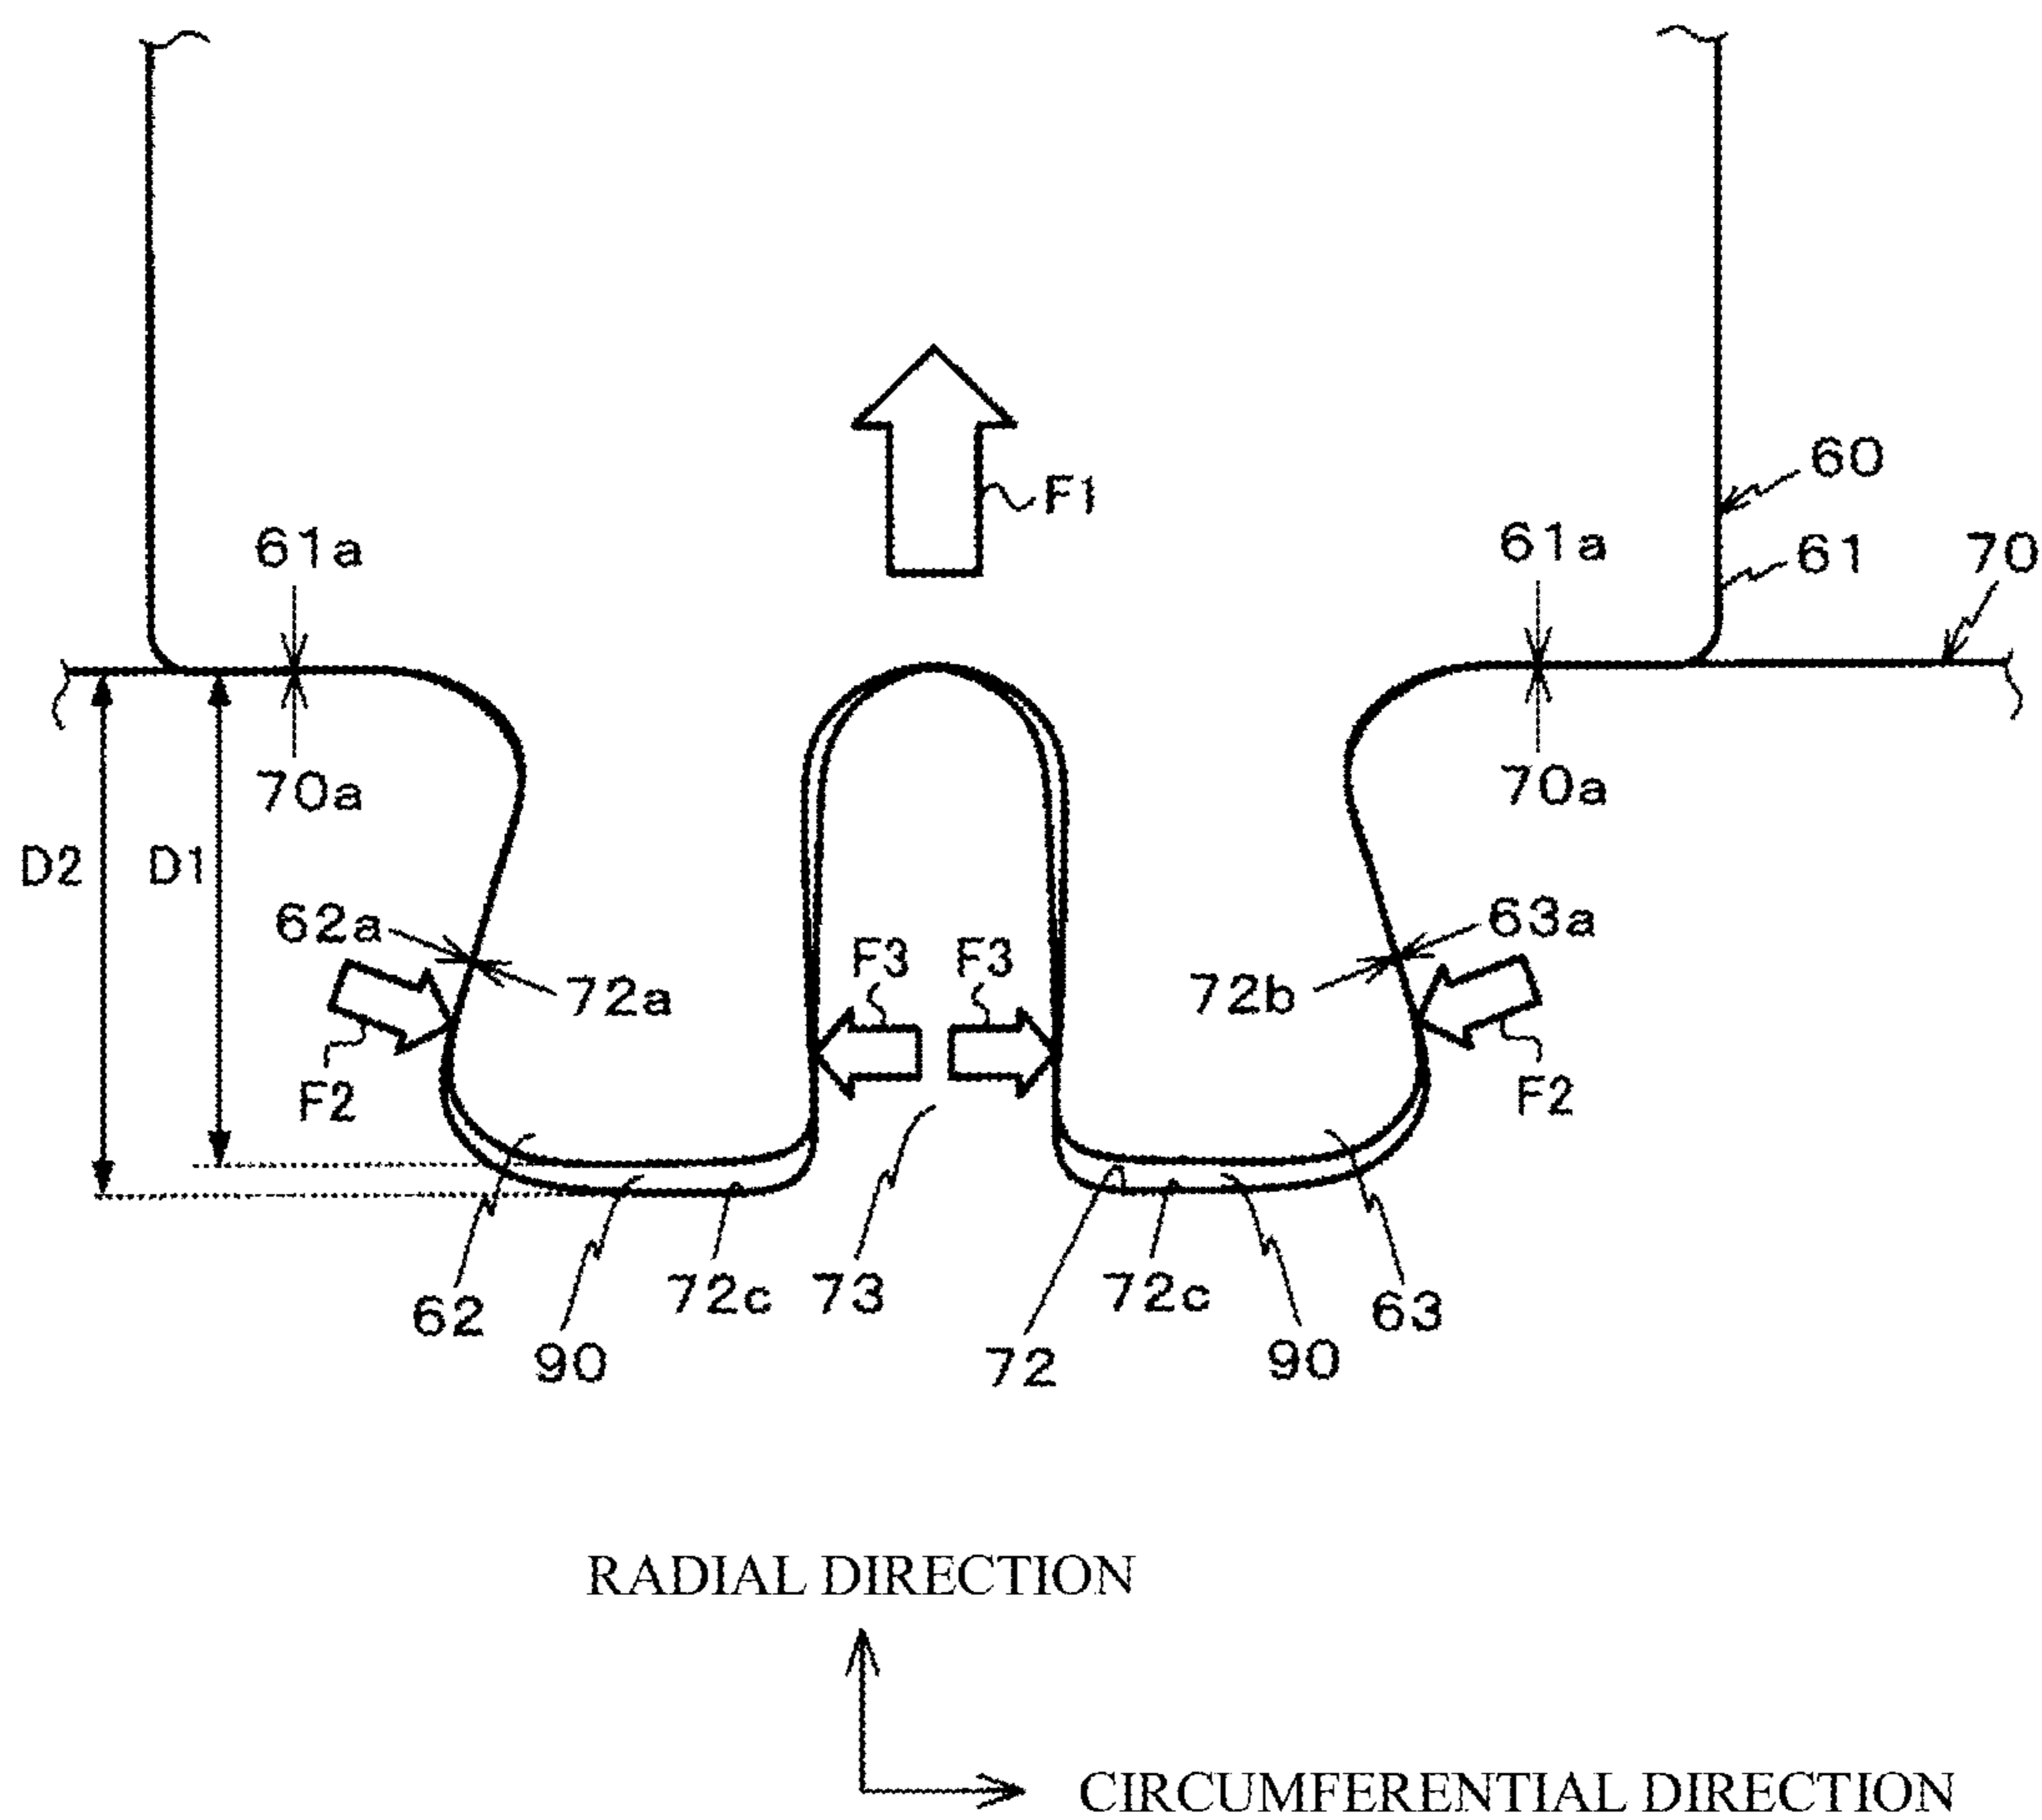 60
F1
61a
61a
61
70
70a
70a
D2
D1
62a
63a
F3
F3
72a
72b
F2
F2
72c
73
72c
62
63
90
72
90
RADIAL DIRECTION
CIRCUMFERENTIAL DIRECTION